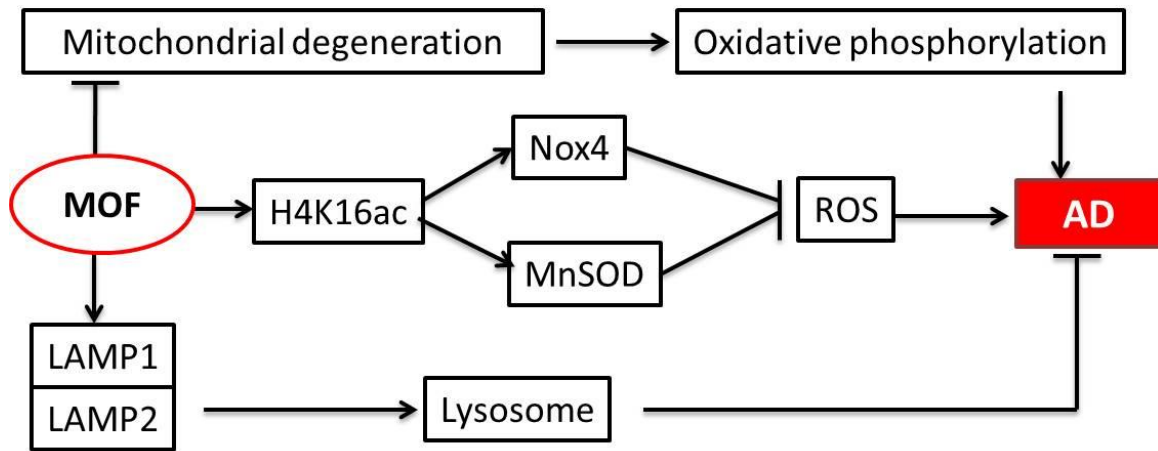 Mitochondrial degeneration
Oxidative phosphorylation
Nox4
MOF
H4K16ac
ROS
AD
MnSOD
LAMP1
LAMP2
Lysosome